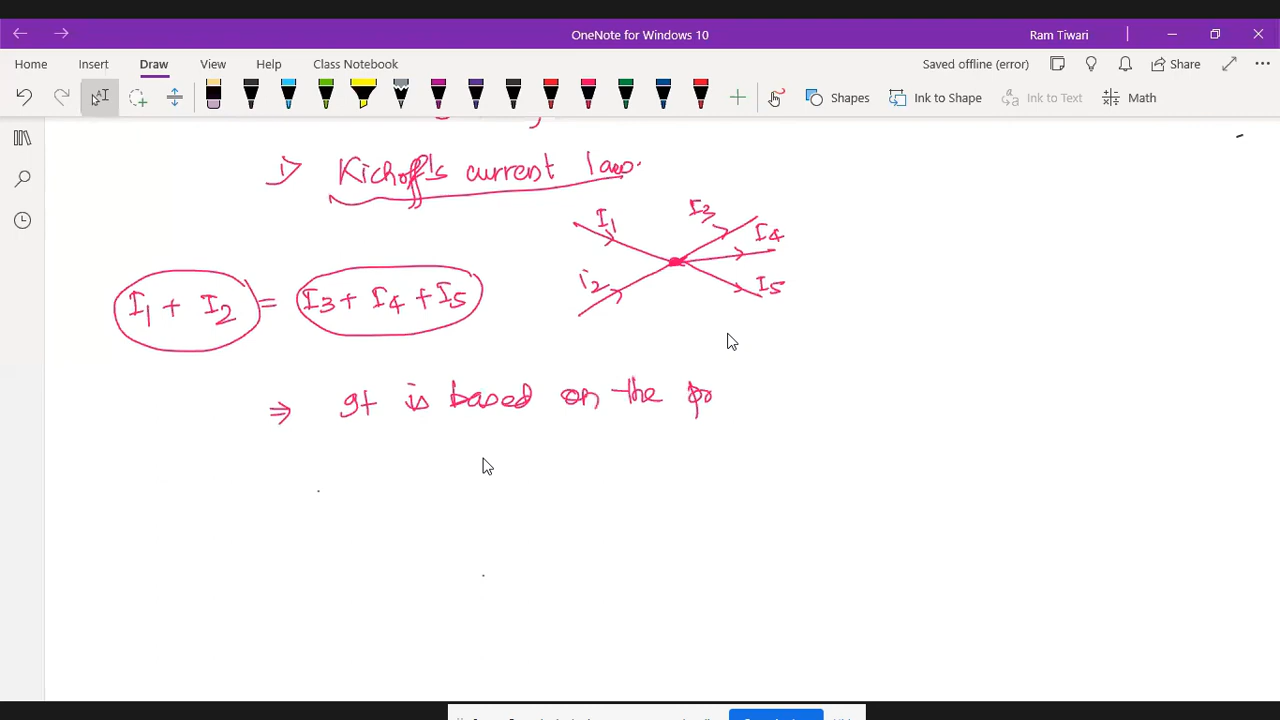 OneNote for Windows 10
Ram Tiwari
Home Insert Draw View Help Class Notebook
Saved offline (error) Share
Shapes Ink to Shape Ink to Text Math
1) Kichoff's current law.
I1 I3 I4
i2 I5
I1 + I2 = I3 + I4 + I5
⇒ It is based on the po